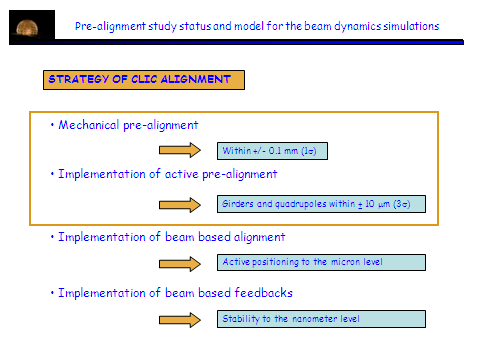 Pre-alignment study status and model for the beam dynamics simulations
STRATEGY OF CLIC ALIGNMENT
• Mechanical pre-alignment
Within +/- 0.1 mm (1σ)
• Implementation of active pre-alignment
Girders and quadrupoles within ± 10 μm (3σ)
• Implementation of beam based alignment
Active positioning to the micron level
• Implementation of beam based feedbacks
Stability to the nanometer level